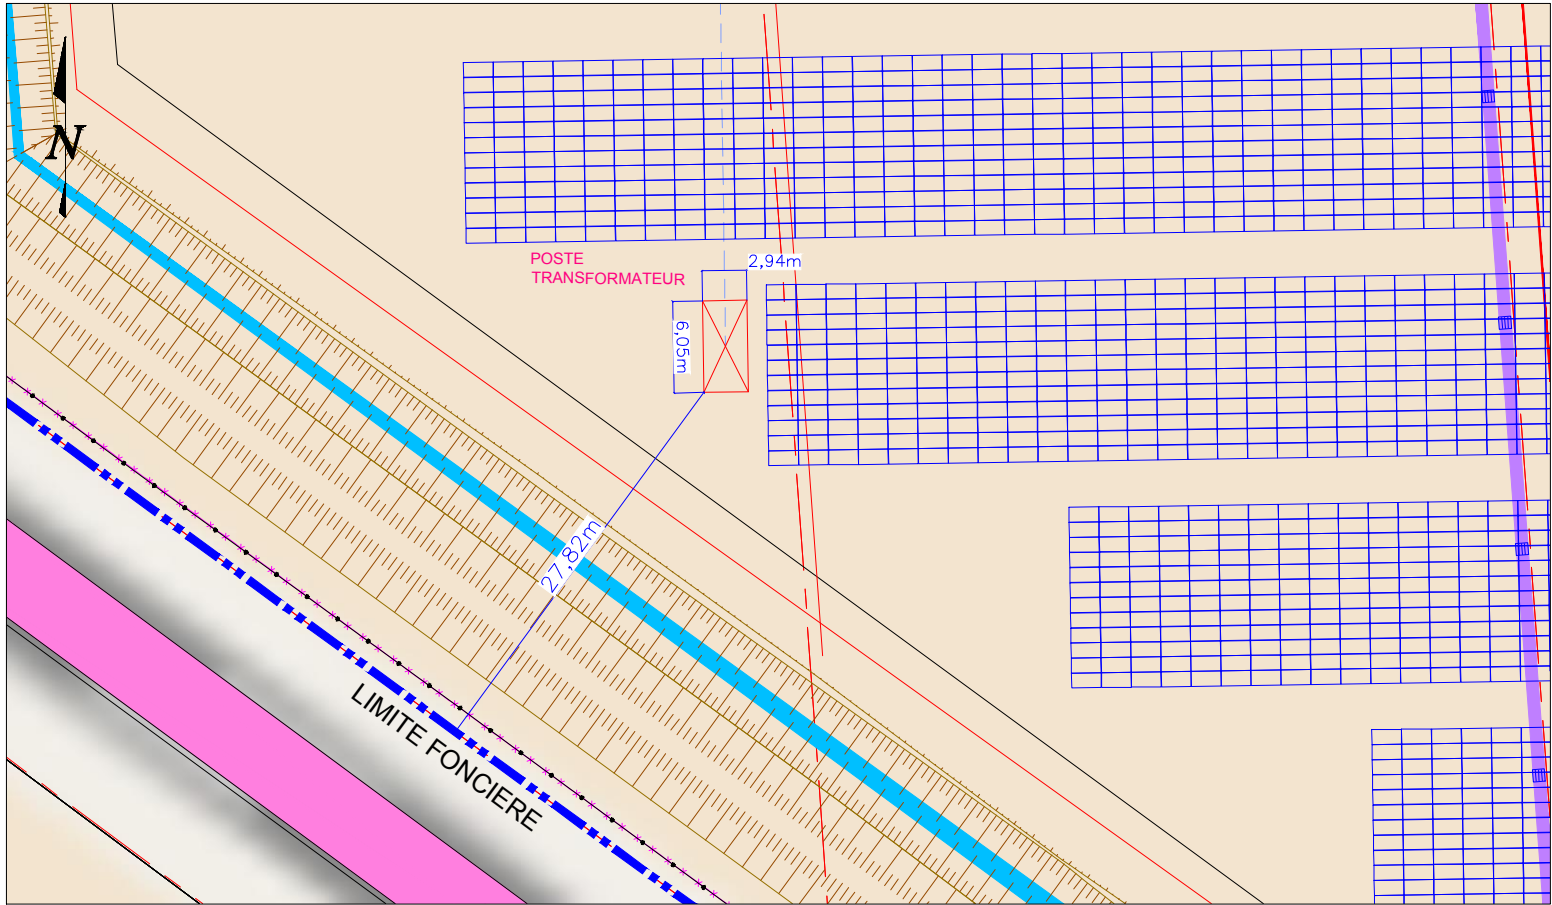 N
POSTE
TRANSFORMATEUR
2,94m
6,05m
27,82m
LIMITE FONCIERE